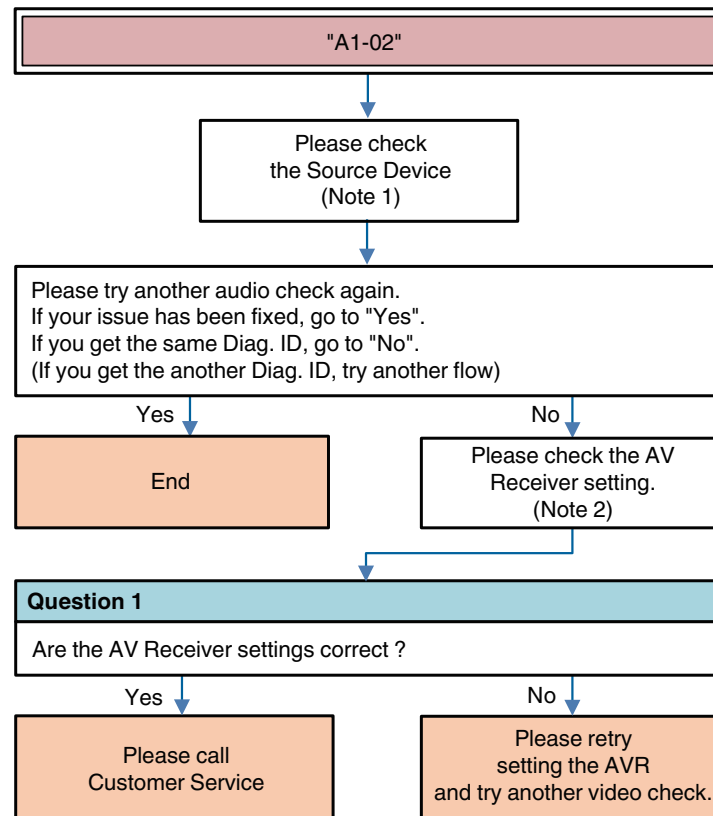 "A1-02"
Please check
the Source Device
(Note 1)
Please try another audio check again.
If your issue has been fixed, go to "Yes".
If you get the same Diag. ID, go to "No".
(If you get the another Diag. ID, try another flow)
Yes
No
End
Please check the AV
Receiver setting.
(Note 2)
Question 1
Are the AV Receiver settings correct ?
Yes
No
Please call
Customer Service
Please retry
setting the AVR
and try another video check.